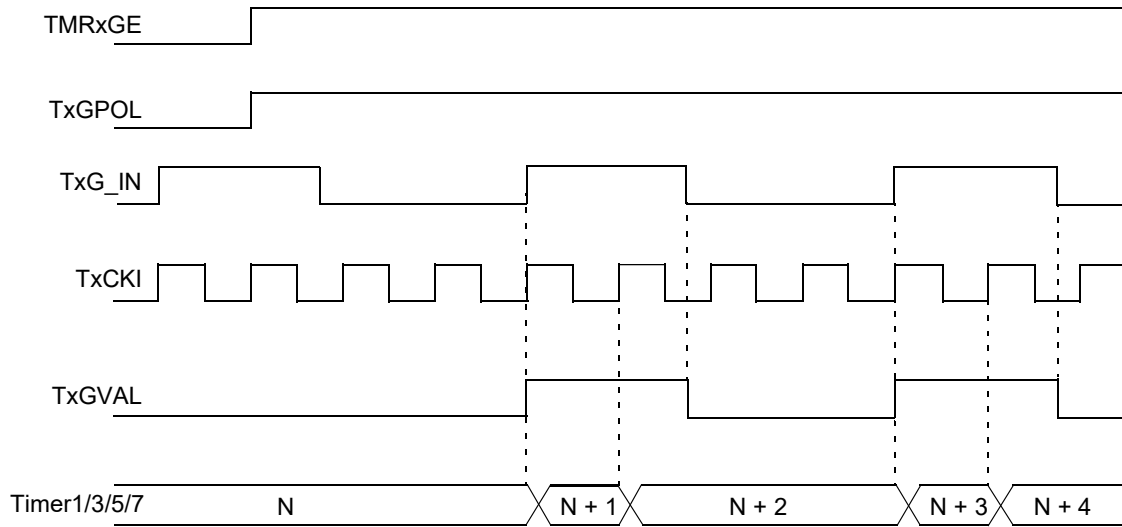 TMRxGE
TxGPOL
TxG_IN
TxCKI
TxGVAL
Timer1/3/5/7 N N + 1 N + 2 N + 3 N + 4